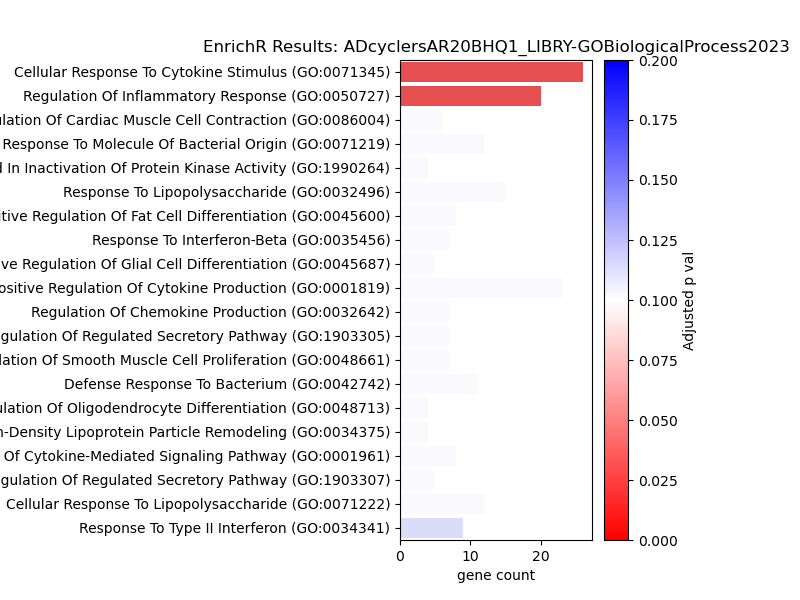 EnrichR Results: ADcyclersAR20BHQ1_LIBRY-GOBiologicalProcess2023
Cellular Response To Cytokine Stimulus (GO:0071345)
Regulation Of Inflammatory Response (GO:0050727)
Of Cardiac Muscle Cell Contraction (GO:0086004)
Response To Molecule Of Bacterial Origin (GO:0071219)
In Inactivation Of Protein Kinase Activity (GO:1990264)
Response To Lipopolysaccharide (GO:0032496)
Regulation Of Fat Cell Differentiation (GO:0045600)
Response To Interferon-Beta (GO:0035456)
Regulation Of Glial Cell Differentiation (GO:0045687)
ositive Regulation Of Cytokine Production (GO:0001819)
Regulation Of Chemokine Production (GO:0032642)
gulation Of Regulated Secretory Pathway (GO:1903305)
lation Of Smooth Muscle Cell Proliferation (GO:0048661)
Defense Response To Bacterium (GO:0042742)
ulation Of Oligodendrocyte Differentiation (GO:0048713)
-Density Lipoprotein Particle Remodeling (GO:0034375)
Of Cytokine-Mediated Signaling Pathway (GO:0001961)
gulation Of Regulated Secretory Pathway (GO:1903307)
Cellular Response To Lipopolysaccharide (GO:0071222)
Response To Type II Interferon (GO:0034341)
0 10 20
gene count
0.200
0.175
0.150
0.125
0.100
0.075
0.050
0.025
0.000
Adjusted p val